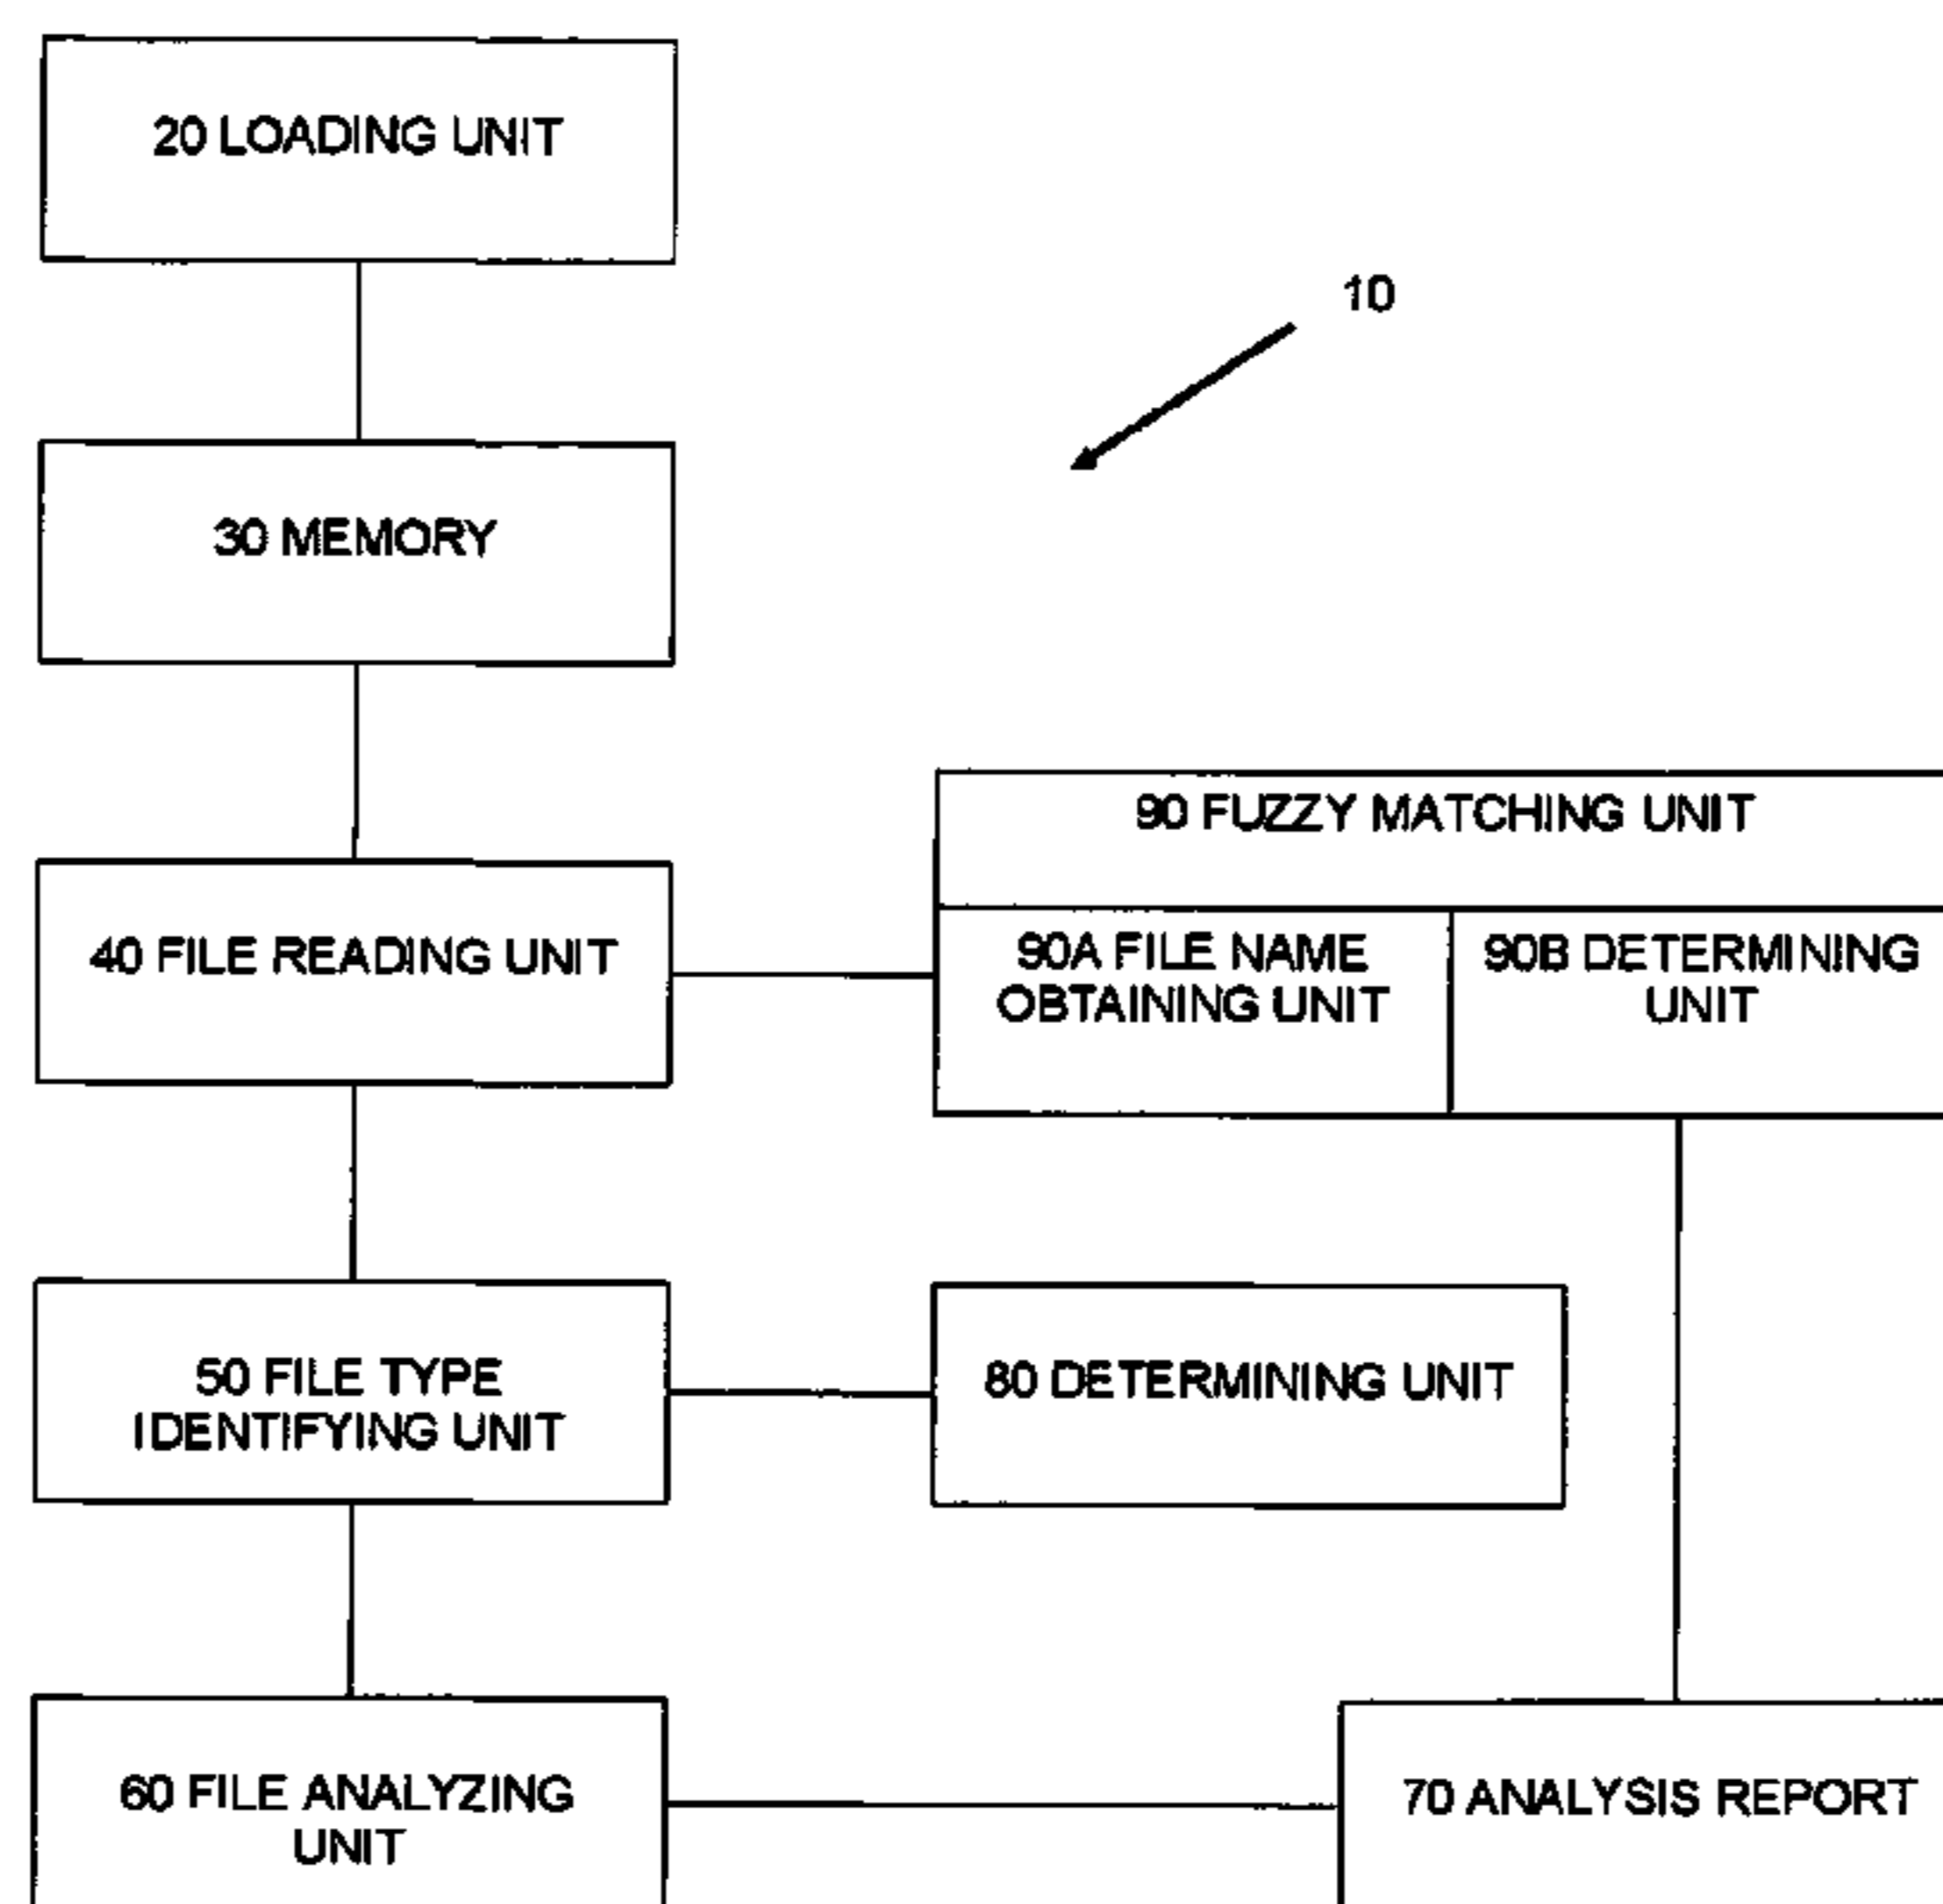 20 LOADING UNIT
10
30 MEMORY
90 FUZZY MATCHING UNIT
40 FILE READING UNIT
90A FILE NAME
OBTAINING UNIT
90B DETERMINING
UNIT
50 FILE TYPE
IDENTIFYING UNIT
80 DETERMINING UNIT
60 FILE ANALYZING
UNIT
70 ANALYSIS REPORT